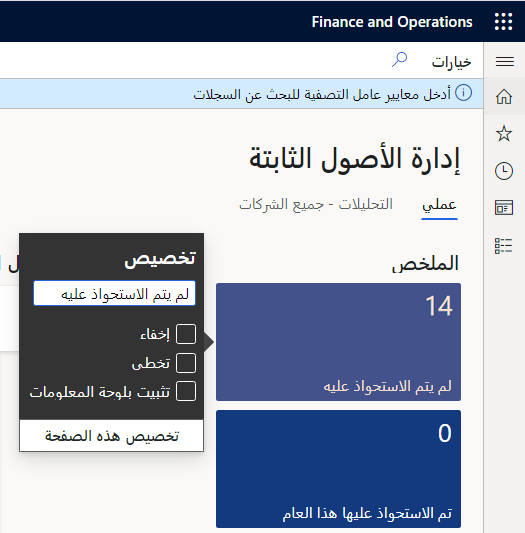 Finance and Operations
خيارات
أدخل معايير عامل التصفية للبحث عن السجلات
إدارة الأصول الثابتة
عملي
التحليلات - جميع الشركات
الملخص
14
لم يتم الاستحواذ عليه
0
تم الاستحواذ عليها هذا العام
تخصيص
لم يتم الاستحواذ عليه
إخفاء
تخطى
تثبيت بلوحة المعلومات
تخصيص هذه الصفحة